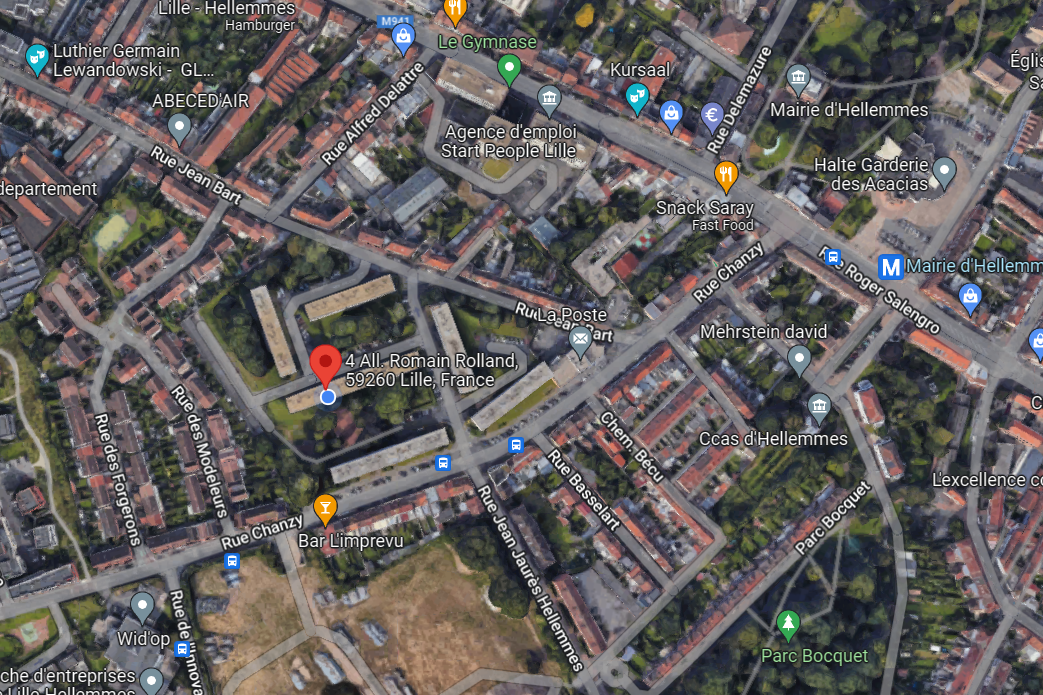 Lille - Hellemmes
Hamburger
M941
Le Gymnase
Luthier Germain
Lewandowski - GL...
Kursaal
Rue Delemazure
ABECED'AIR
Rue Alfred Delattre
Mairie d'Hellemmes
Agence d'emploi
Start People Lille
€
Rue Jean Bart
Halte Garderie
des Acacias
departement
Snack Saray
Fast Food
Rue Chanzy
M
Mairie d'Hellemm
Rue Roger Salengro
Rue Jean Bart
La Poste
Mehrstein david
4 All. Romain Rolland,
59260 Lille, France
Ccas d'Hellemmes
Chem. Bécu
Rue des Modeleurs
Rue des Forgerons
Rue Basselart
L'excellence co
Parc Bocquet
Rue Chanzy
Bar Limprevu
Rue Jean Jaurès Hellemmes
Wid'op
Rue de l'Innova
Parc Bocquet
che d'entreprises
Lille Hellemmes